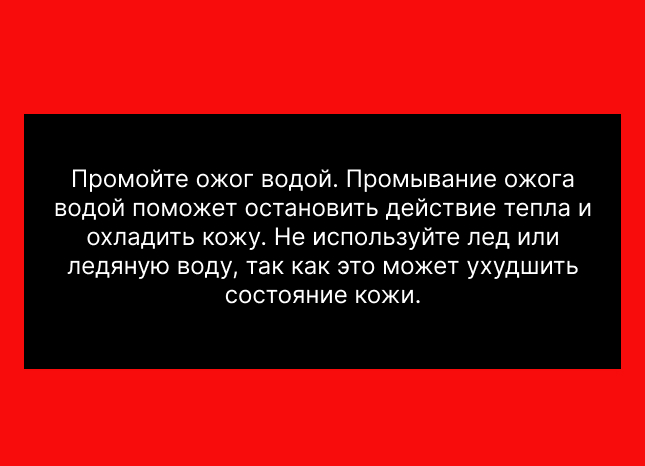 Промойте ожог водой. Промывание ожога
водой поможет остановить действие тепла и
охладить кожу. Не используйте лед или
ледяную воду, так как это может ухудшить
состояние кожи.